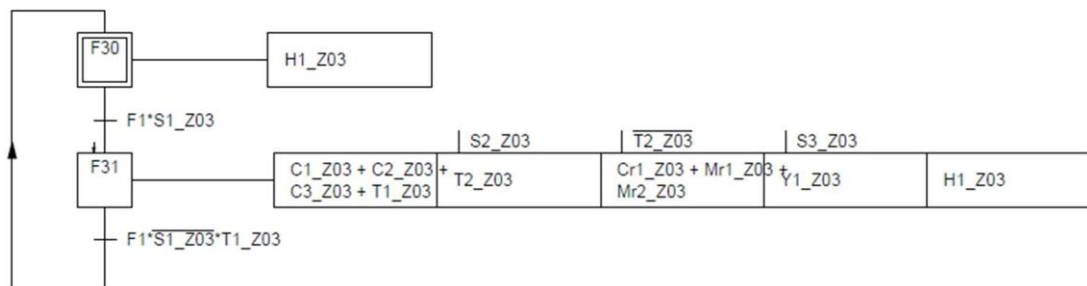 F30
H1_Z03
F1*S1_Z03
S2_Z03
T2_Z03
S3_Z03
F31
C1_Z03 + C2_Z03 +
C3_Z03 + T1_Z03
T2_Z03
Cr1_Z03 + Mr1_Z03 +
Mr2_Z03
Y1_Z03
H1_Z03
F1*S1_Z03*T1_Z03